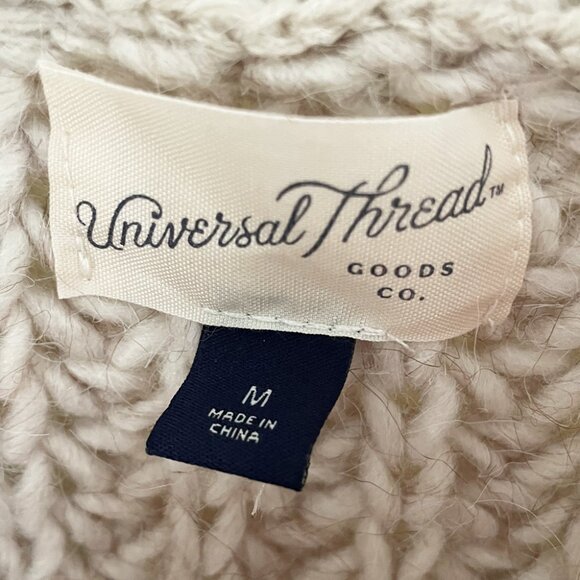 Universal Thread™
GOODS
CO.
M
MADE IN
CHINA